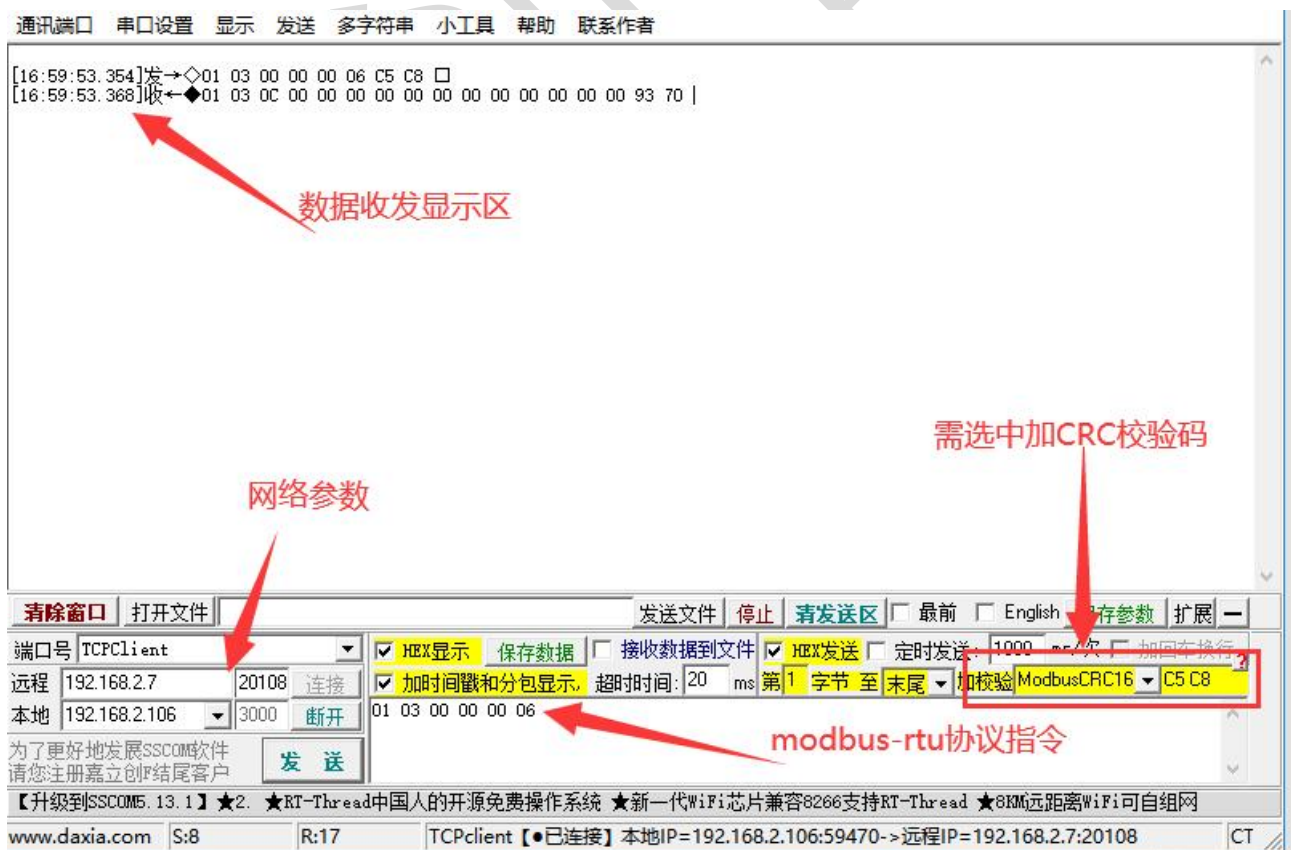 通讯端口 串口设置 显示 发送 多字符串 小工具 帮助 联系作者
[16:59:53.354]发→◇01 03 00 00 00 06 C5 C8 □
[16:59:53.368]收←◆01 03 0C 00 00 00 00 00 00 00 00 00 00 00 00 93 70
数据收发显示区
需选中加CRC校验码
网络参数
清除窗口 打开文件 发送文件 停止 清发送区 最前 English 存参数 扩展 —
端口号 TCPClient HEX显示 保存数据 接收数据到文件 HEX发送 定时发送: 1000 ms/次 加回车换行
远程 192.168.2.7 20108 连接 加时间戳和分包显示, 超时时间: 20 ms 第 1 字节 至 末尾 加校验 ModbusCRC16 C5 C8 ?
本地 192.168.2.106 3000 断开 01 03 00 00 00 06
modbus-rtu协议指令
为了更好地发展SSCOM软件
请您注册嘉立创F结尾客户
发 送
【升级到SSCOM5.13.1】★2. ★RT-Thread中国人的开源免费操作系统 ★新一代WiFi芯片兼容8266支持RT-Thread ★8KM远距离WiFi可自组网
www.daxia.com S:8 R:17 TCPclient【●已连接】本地IP=192.168.2.106:59470->远程IP=192.168.2.7:20108 CT